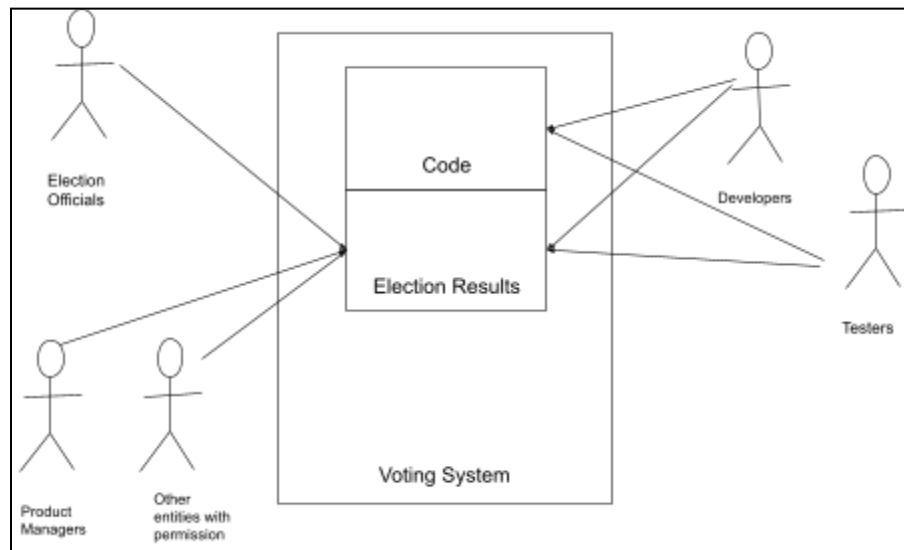 Election
Officials
Code
Developers
Election Results
Testers
Voting System
Product
Managers
Other
entities with
permission